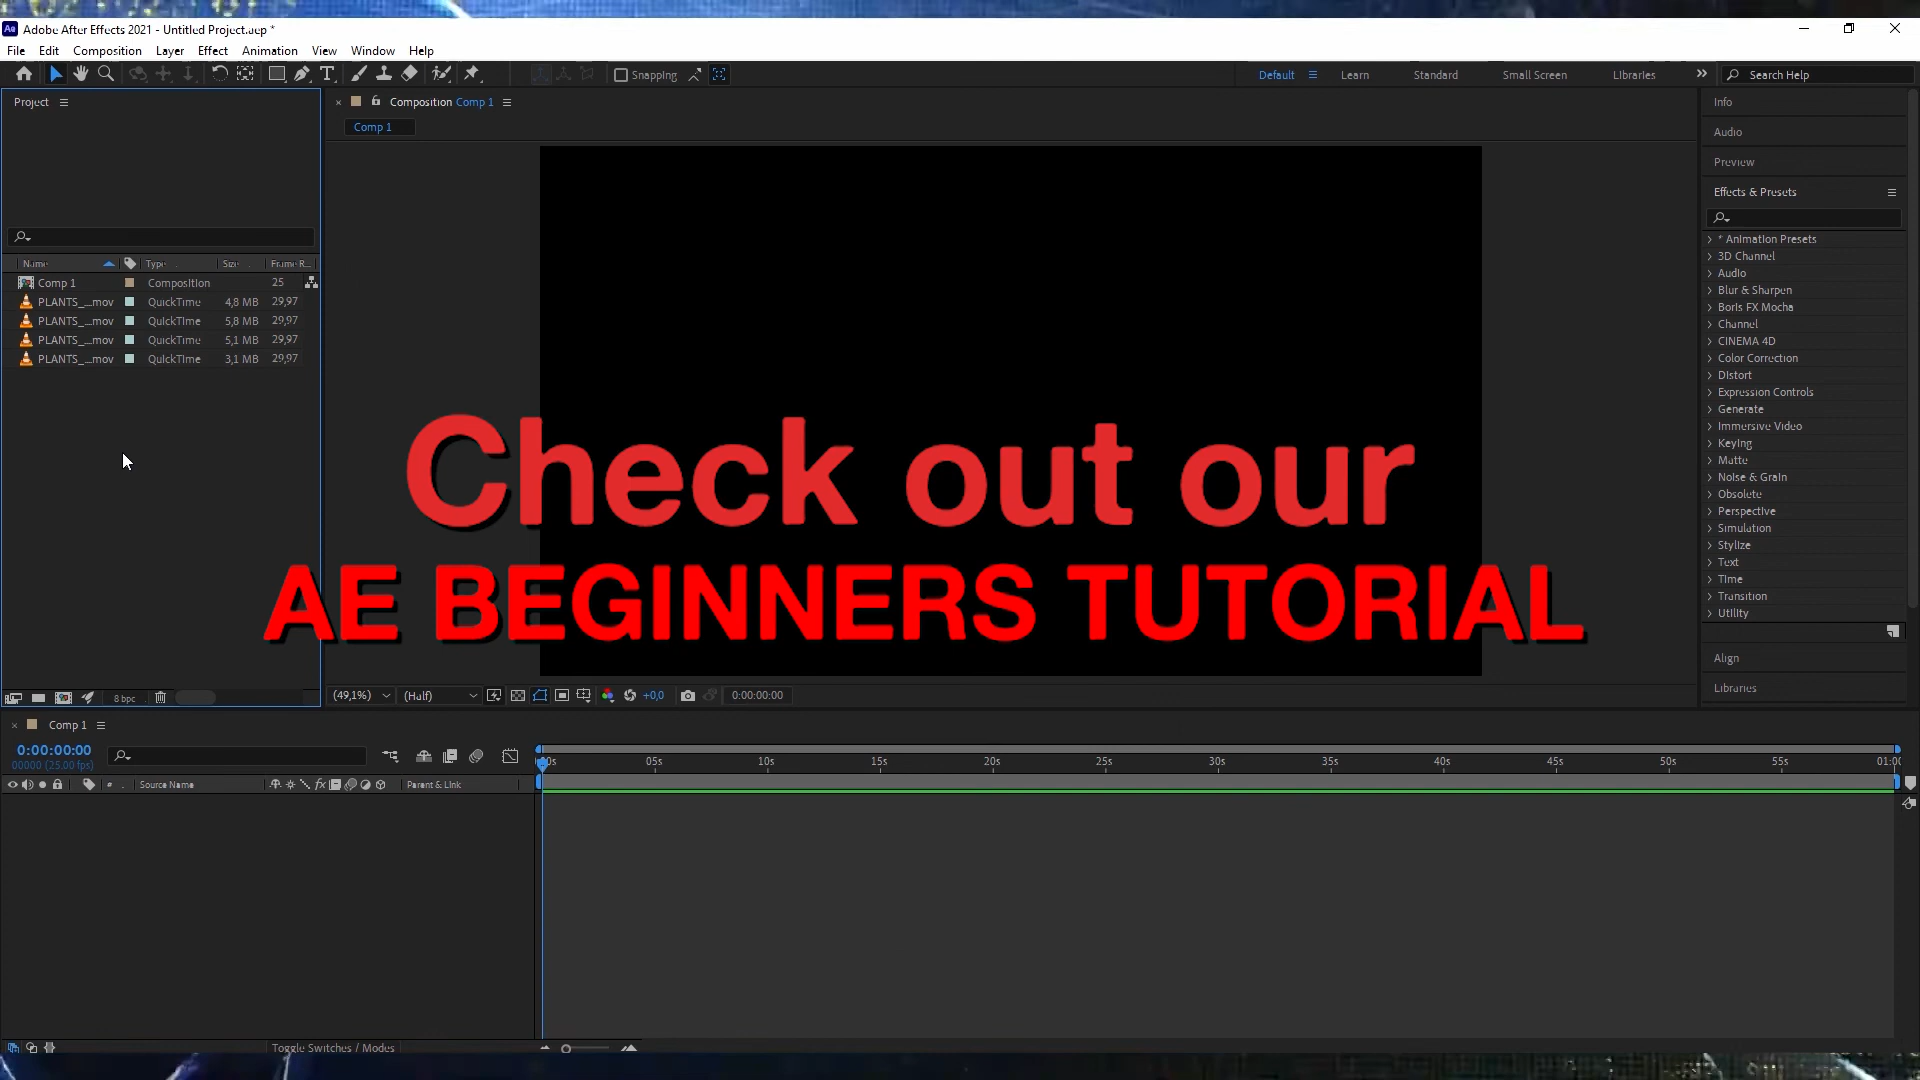 Adobe After Effects 2021 - Untitled Project.aep *
File Edit Composition Layer Effect Animation View Window Help
Snapping
Default Learn Standard Small Screen Libraries Search Help
Project
Composition Comp 1
Comp 1
Name Type Size Frame R...
Comp 1 Composition 25
PLANTS_...mov QuickTime 4,8 MB 29,97
PLANTS_...mov QuickTime 5,8 MB 29,97
PLANTS_...mov QuickTime 5,1 MB 29,97
PLANTS_...mov QuickTime 3,1 MB 29,97
Check out our
AE BEGINNERS TUTORIAL
8 bpc
(49,1%) (Half) +0,0 0:00:00:00
Info
Audio
Preview
Effects & Presets
* Animation Presets
3D Channel
Audio
Blur & Sharpen
Boris FX Mocha
Channel
CINEMA 4D
Color Correction
Distort
Expression Controls
Generate
Immersive Video
Keying
Matte
Noise & Grain
Obsolete
Perspective
Simulation
Stylize
Text
Time
Transition
Utility
Align
Libraries
Comp 1
0:00:00:00
00000 (25.00 fps)
05s 10s 15s 20s 25s 30s 35s 40s 45s 50s 55s
# Source Name fx Parent & Link
Toggle Switches / Modes